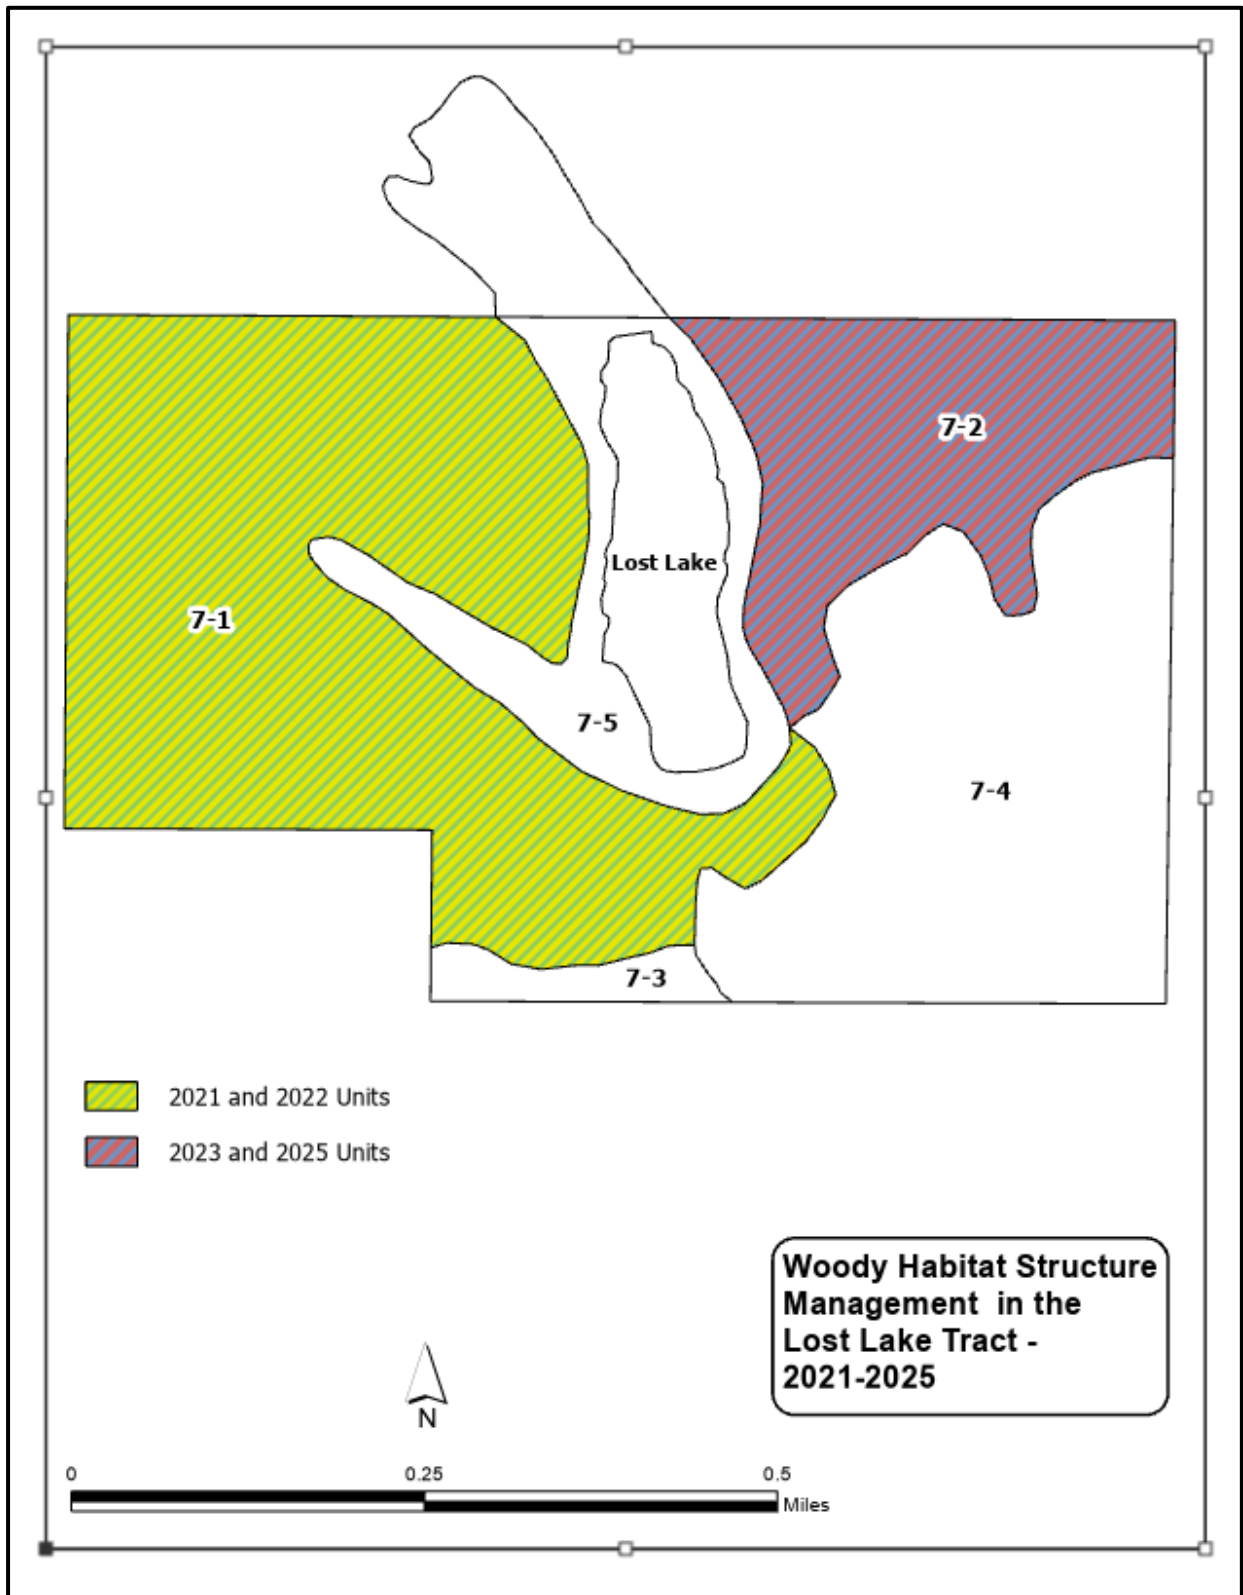 7-2
Lost Lake
7-1
7-5
7-4
7-3
2021 and 2022 Units
2023 and 2025 Units
Woody Habitat Structure
Management  in the
Lost Lake Tract -
2021-2025
N
0 0.25 0.5
Miles